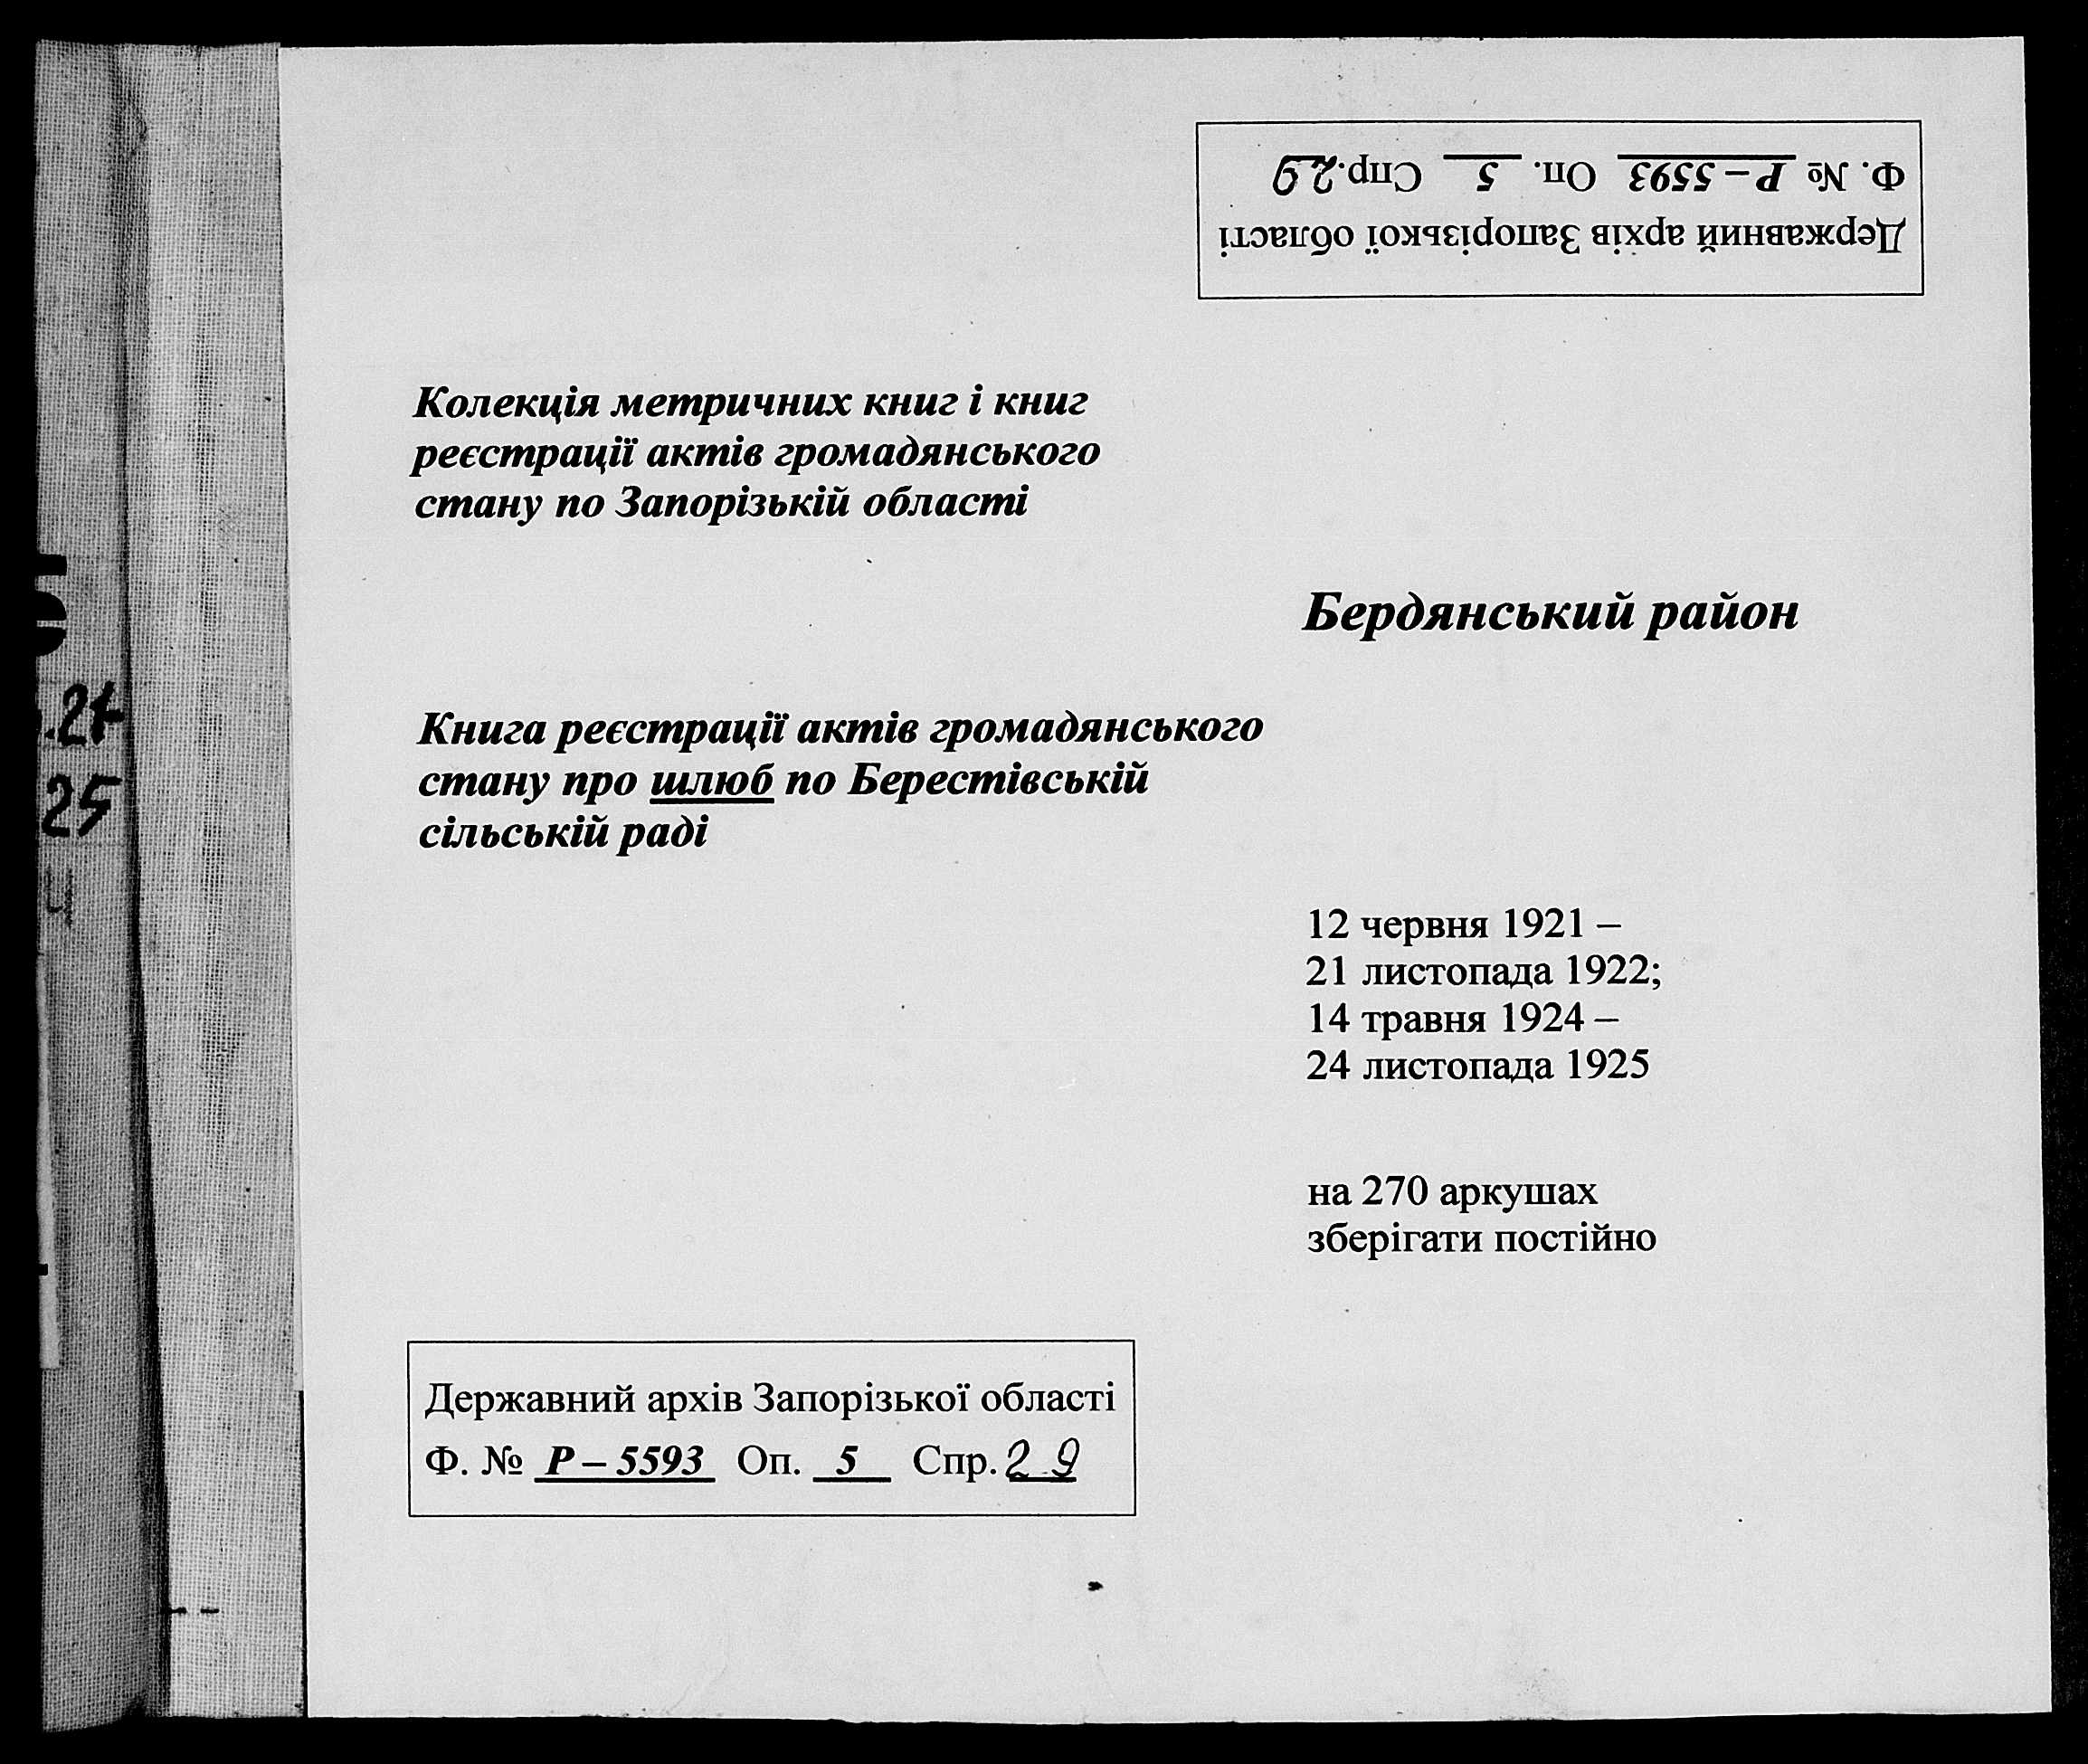 Державний архів Запорізької області
Ф. № Р – 5593 Оп. 5 Спр. 29
Колекція метричних книг і книг
реєстрації актів громадянського
стану по Запорізькій області
Бердянський район
Книга реєстрації актів громадянського
стану про шлюб по Берестівській
сільській раді
12 червня 1921 –
21 листопада 1922;
14 травня 1924 –
24 листопада 1925
на 270 аркушах
зберігати постійно
Державний архів Запорізької області
Ф. № Р – 5593 Оп. 5 Спр. 29
25